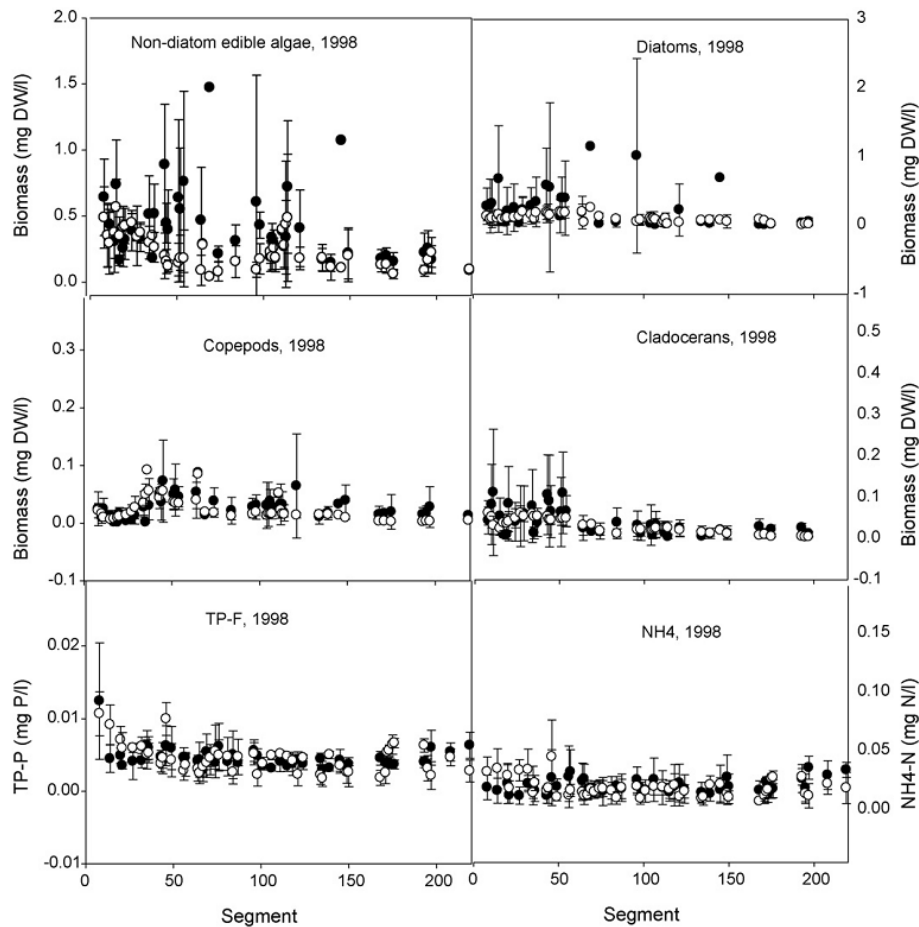 Non-diatom edible algae, 1998
Biomass (mg DW/l)
2.0
1.5
1.0
0.5
0.0
Diatoms, 1998
Biomass (mg DW/l)
3
2
1
0
-1
Copepods, 1998
Biomass (mg DW/l)
0.3
0.2
0.1
0.0
-0.1
Cladocerans, 1998
Biomass (mg DW/l)
0.5
0.4
0.3
0.2
0.1
0.0
-0.1
TP-F, 1998
TP-P (mg P/l)
0.02
0.01
0.00
-0.01
0 50 100 150 200
Segment
NH4, 1998
NH4-N (mg N/l)
0.15
0.10
0.05
0.00
0 50 100 150 200
Segment